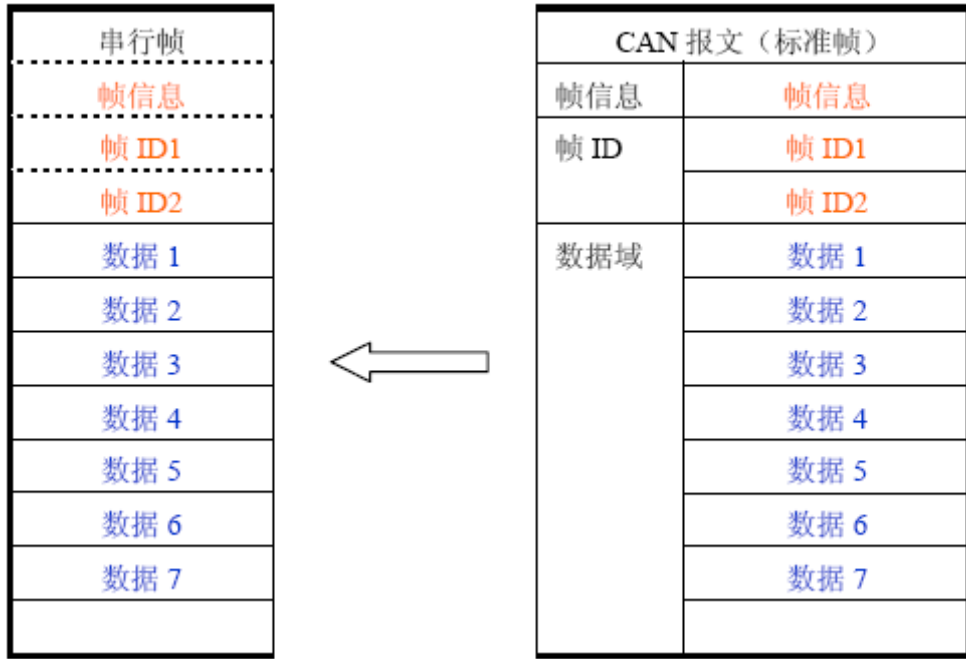 串行帧
帧信息
帧 ID1
帧 ID2
数据 1
数据 2
数据 3
数据 4
数据 5
数据 6
数据 7
CAN 报文（标准帧）
帧信息 帧信息
帧 ID 帧 ID1
帧 ID2
数据域 数据 1
数据 2
数据 3
数据 4
数据 5
数据 6
数据 7